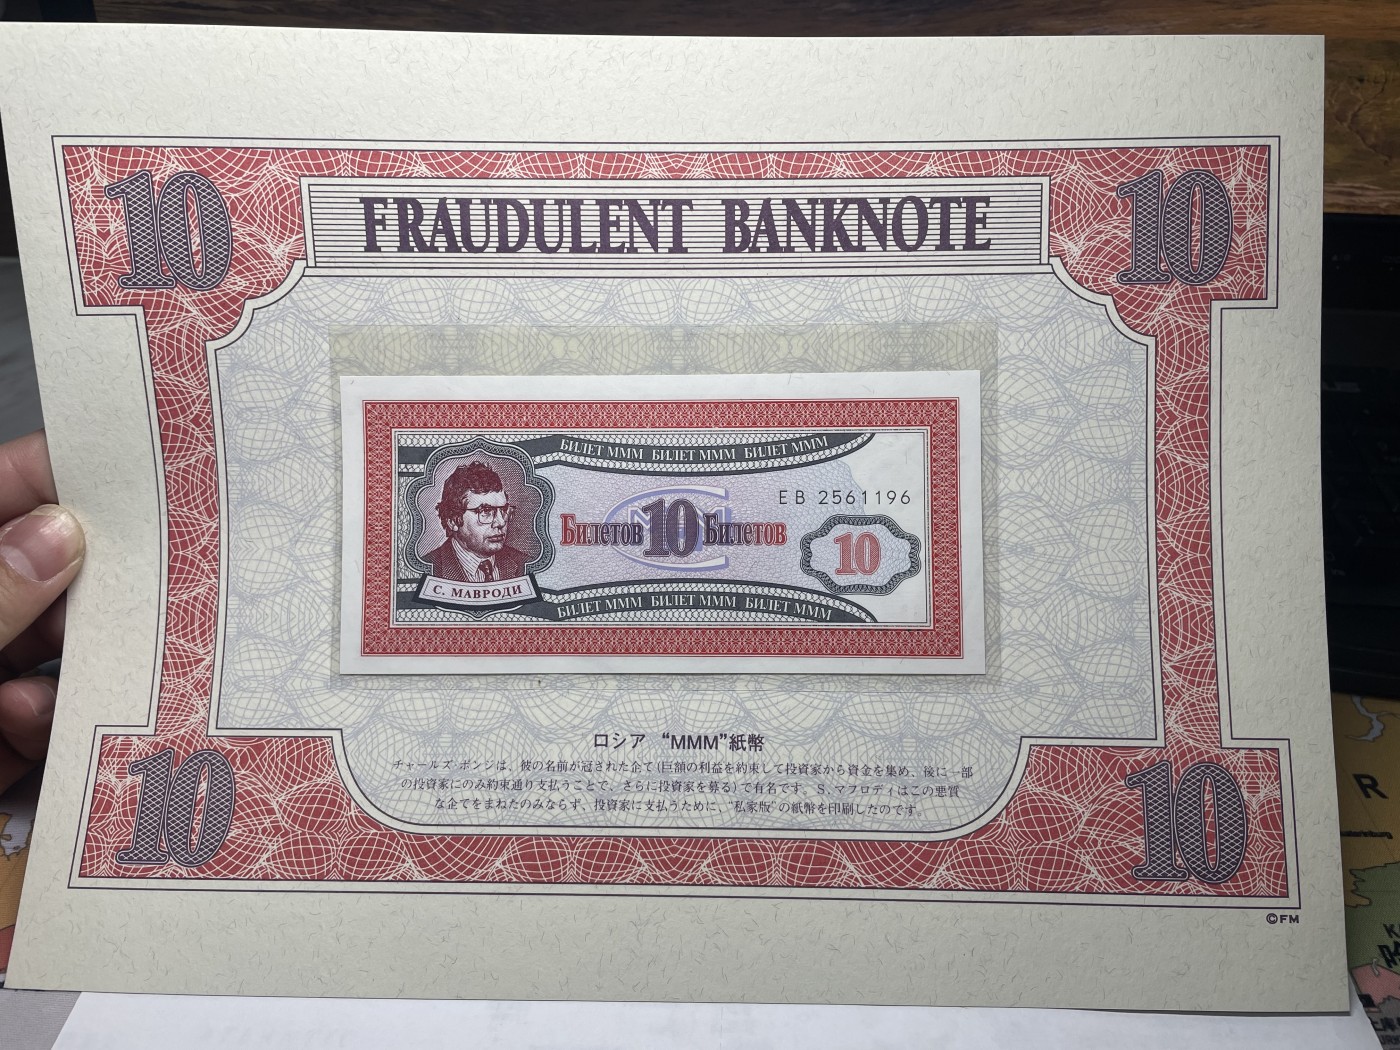 10
FRAUDULENT BANKNOTE
10
БИЛЕТ МММ БИЛЕТ МММ БИЛЕТ МММ
ЕВ 2561196
Билетов 10 Билетов
10
С. МАВРОДИ
БИЛЕТ МММ БИЛЕТ МММ БИЛЕТ МММ
ロシア “MMM”紙幣
チャールズ・ポンジは、彼の名前が冠された企て(巨額の利益を約束して投資家から資金を集め、後に一部
の投資家にのみ約束通り支払うことで、さらに投資家を募る)で有名です。S. マフロディはこの悪質
な企てをまねたのみならず、投資家に支払うために、“私家版”の紙幣を印刷したのです。
10
10
©FM
R